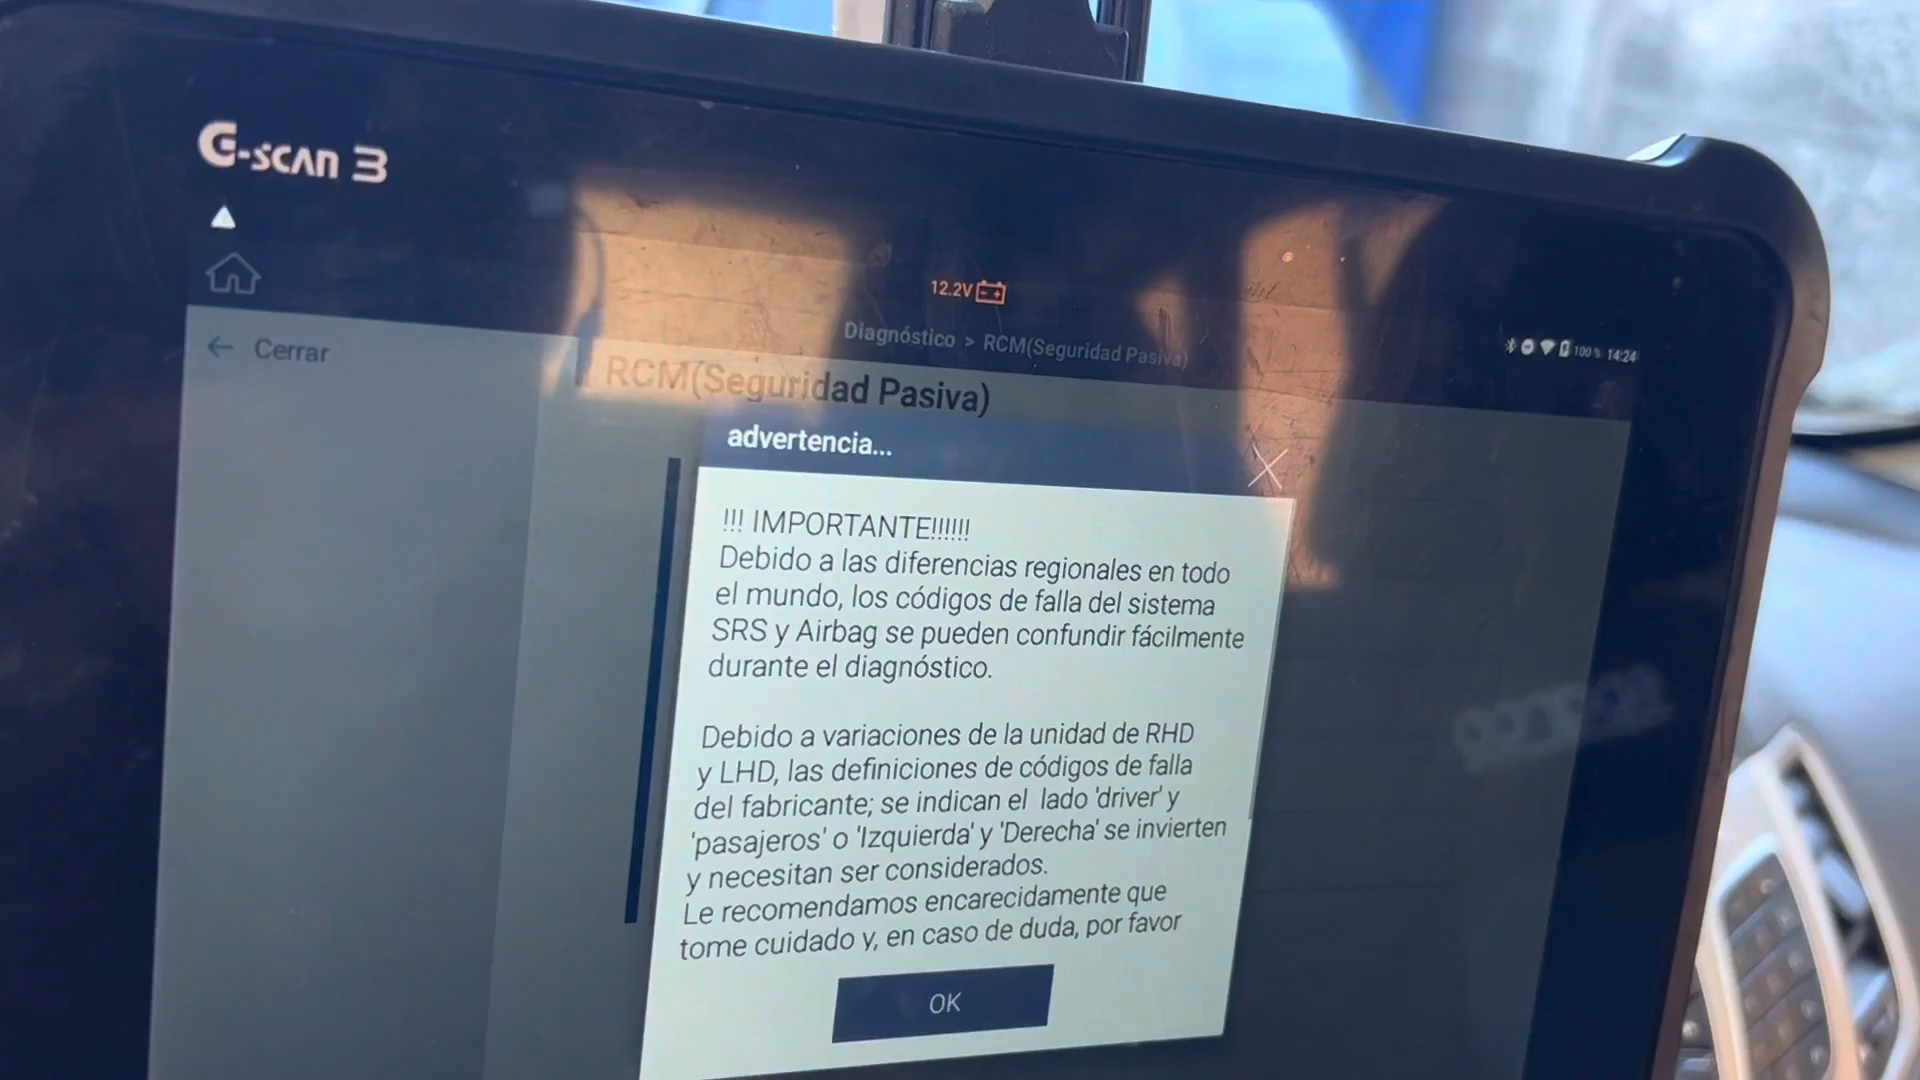 G-SCAN 3
12.2V
Diagnóstico > RCM(Seguridad Pasiva)
100 % 14:24
← Cerrar
RCM(Seguridad Pasiva)
advertencia...
!!! IMPORTANTE!!!!!!
Debido a las diferencias regionales en todo
el mundo, los códigos de falla del sistema
SRS y Airbag se pueden confundir fácilmente
durante el diagnóstico.
Debido a variaciones de la unidad de RHD
y LHD, las definiciones de códigos de falla
del fabricante; se indican el lado 'driver' y
'pasajeros' o 'Izquierda' y 'Derecha' se invierten
y necesitan ser considerados.
Le recomendamos encarecidamente que
tome cuidado y, en caso de duda, por favor
OK